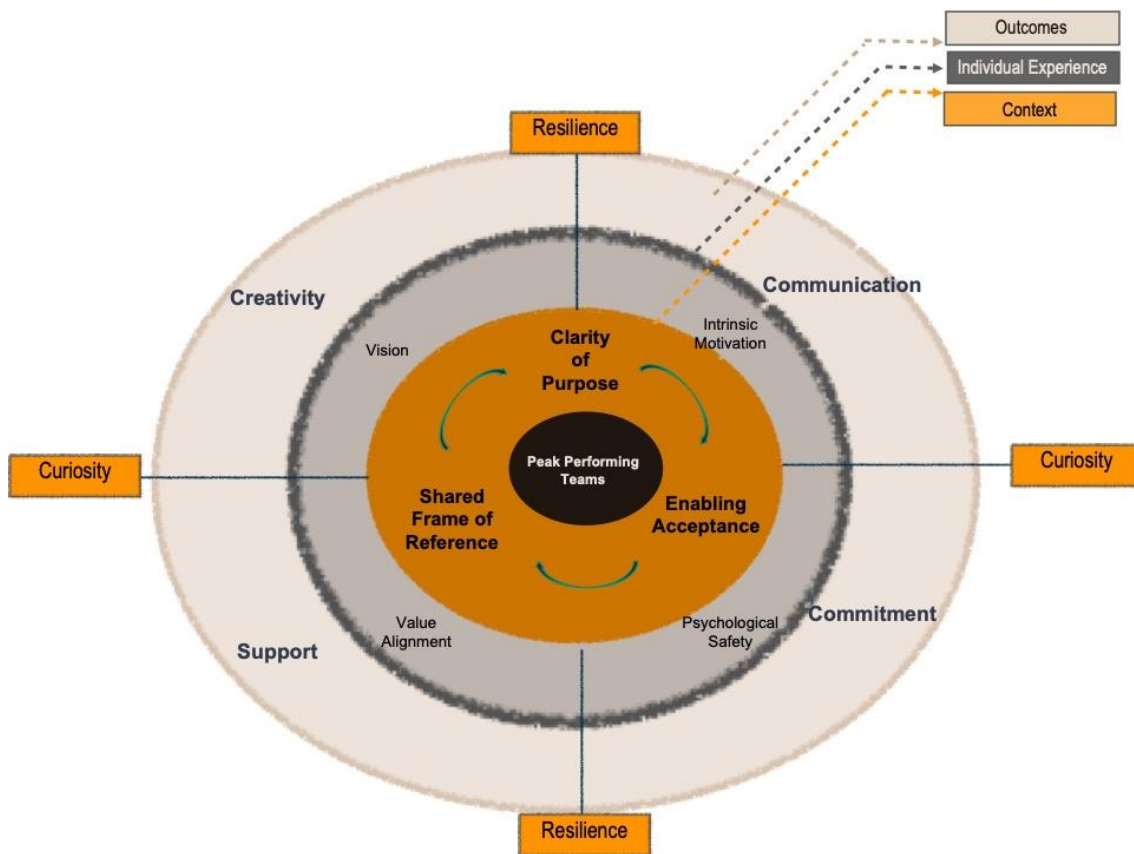 Outcomes
Individual Experience
Context
Resilience
Creativity
Communication
Vision
Intrinsic
Motivation
Clarity
of
Purpose
Curiosity
Peak Performing
Teams
Curiosity
Shared
Frame of
Reference
Enabling
Acceptance
Value
Alignment
Psychological
Safety
Commitment
Support
Resilience